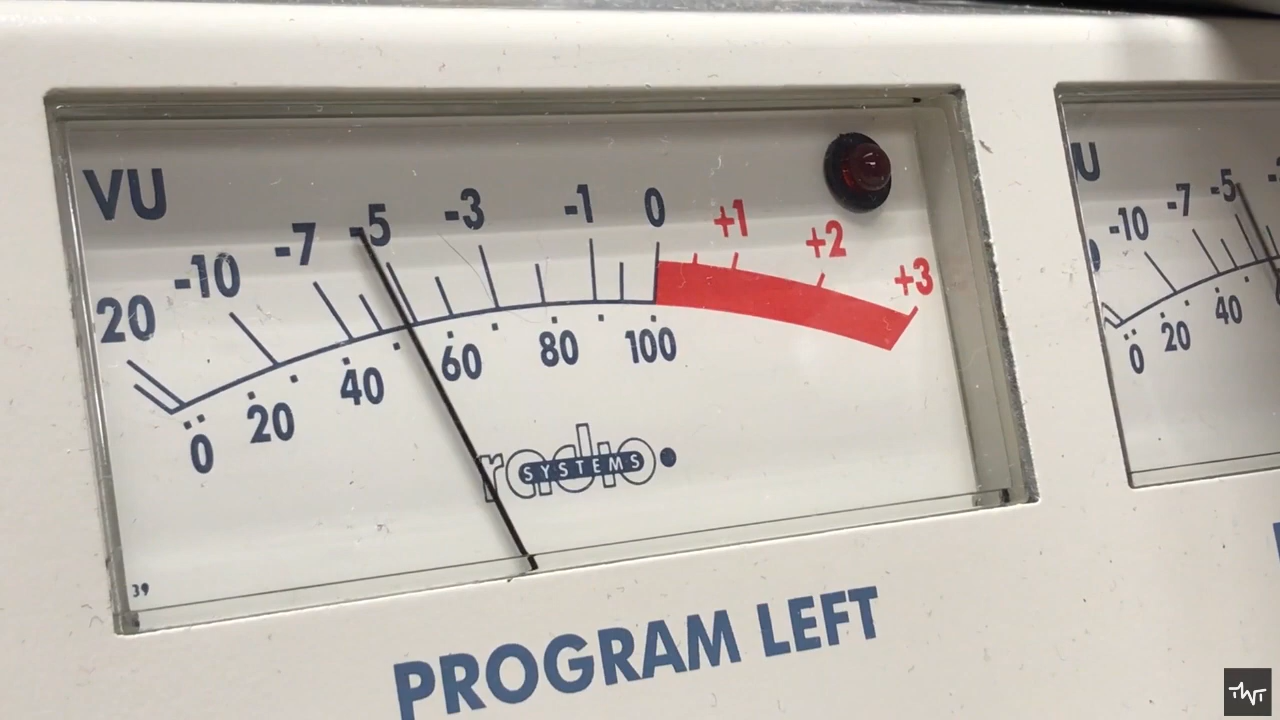 VU
20 -10 -7 -5 -3 -1 0 +1 +2 +3
0 20 40 60 80 100
radio
SYSTEMS
39
PROGRAM LEFT
U
-10 -7 -5
0 20 40
TWT